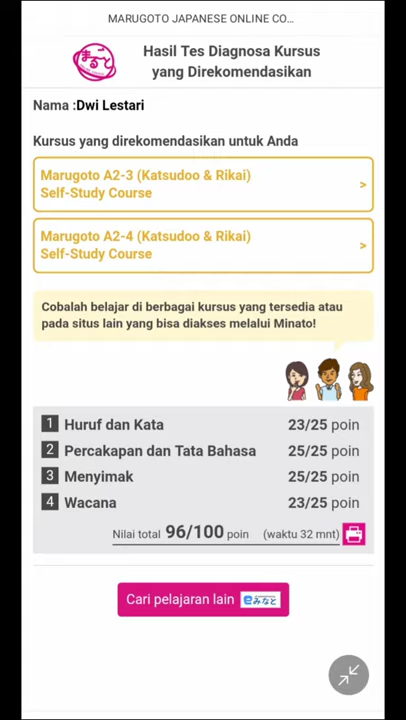 MARUGOTO JAPANESE ONLINE CO...
まるごと
Hasil Tes Diagnosa Kursus
yang Direkomendasikan
Nama :Dwi Lestari
Kursus yang direkomendasikan untuk Anda
Marugoto A2-3 (Katsudoo & Rikai)
Self-Study Course >
Marugoto A2-4 (Katsudoo & Rikai)
Self-Study Course >
Cobalah belajar di berbagai kursus yang tersedia atau
pada situs lain yang bisa diakses melalui Minato!
1 Huruf dan Kata 23/25 poin
2 Percakapan dan Tata Bahasa 25/25 poin
3 Menyimak 25/25 poin
4 Wacana 23/25 poin
Nilai total 96/100 poin (waktu 32 mnt)
Cari pelajaran lain eみなと